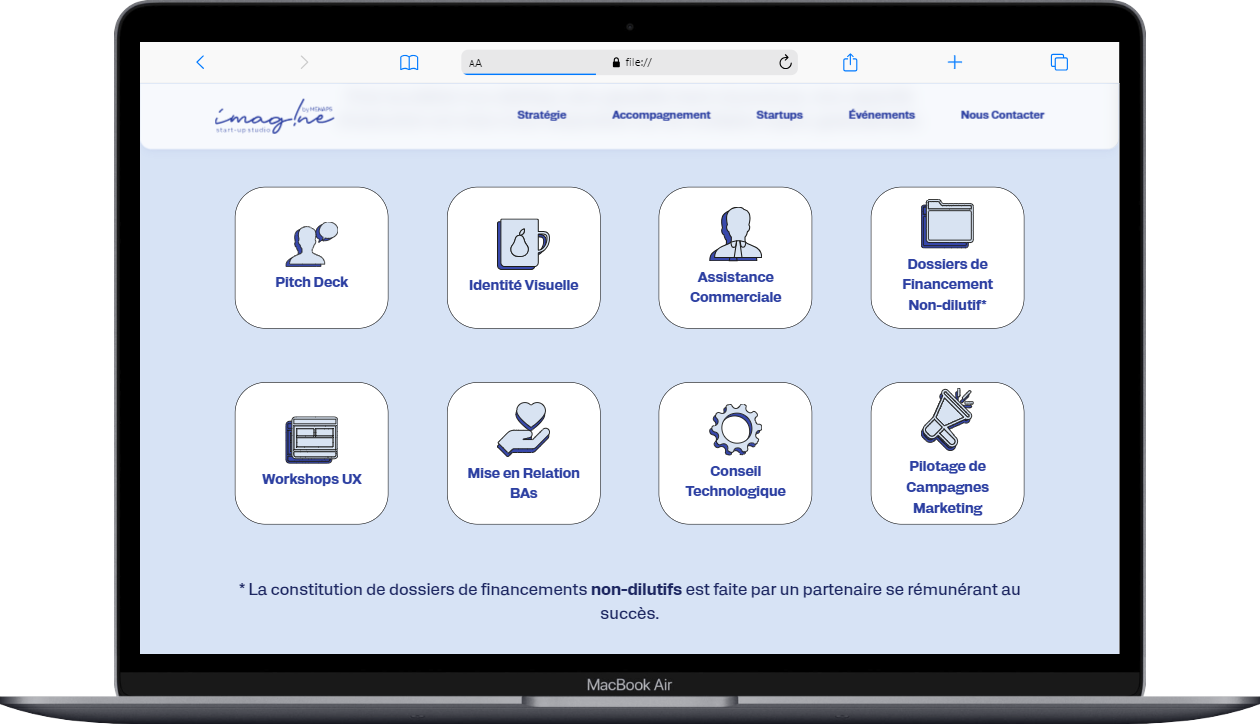 AA
file://
imag!ne
by MSHAPS
start-up studio
Stratégie
Accompagnement
Startups
Événements
Nous Contacter
Pitch Deck
Identité Visuelle
Assistance
Commerciale
Dossiers de
Financement
Non-dilutif*
Workshops UX
Mise en Relation
BAs
Conseil
Technologique
Pilotage de
Campagnes
Marketing
* La constitution de dossiers de financements non-dilutifs est faite par un partenaire se rémunérant au
succès.
MacBook Air